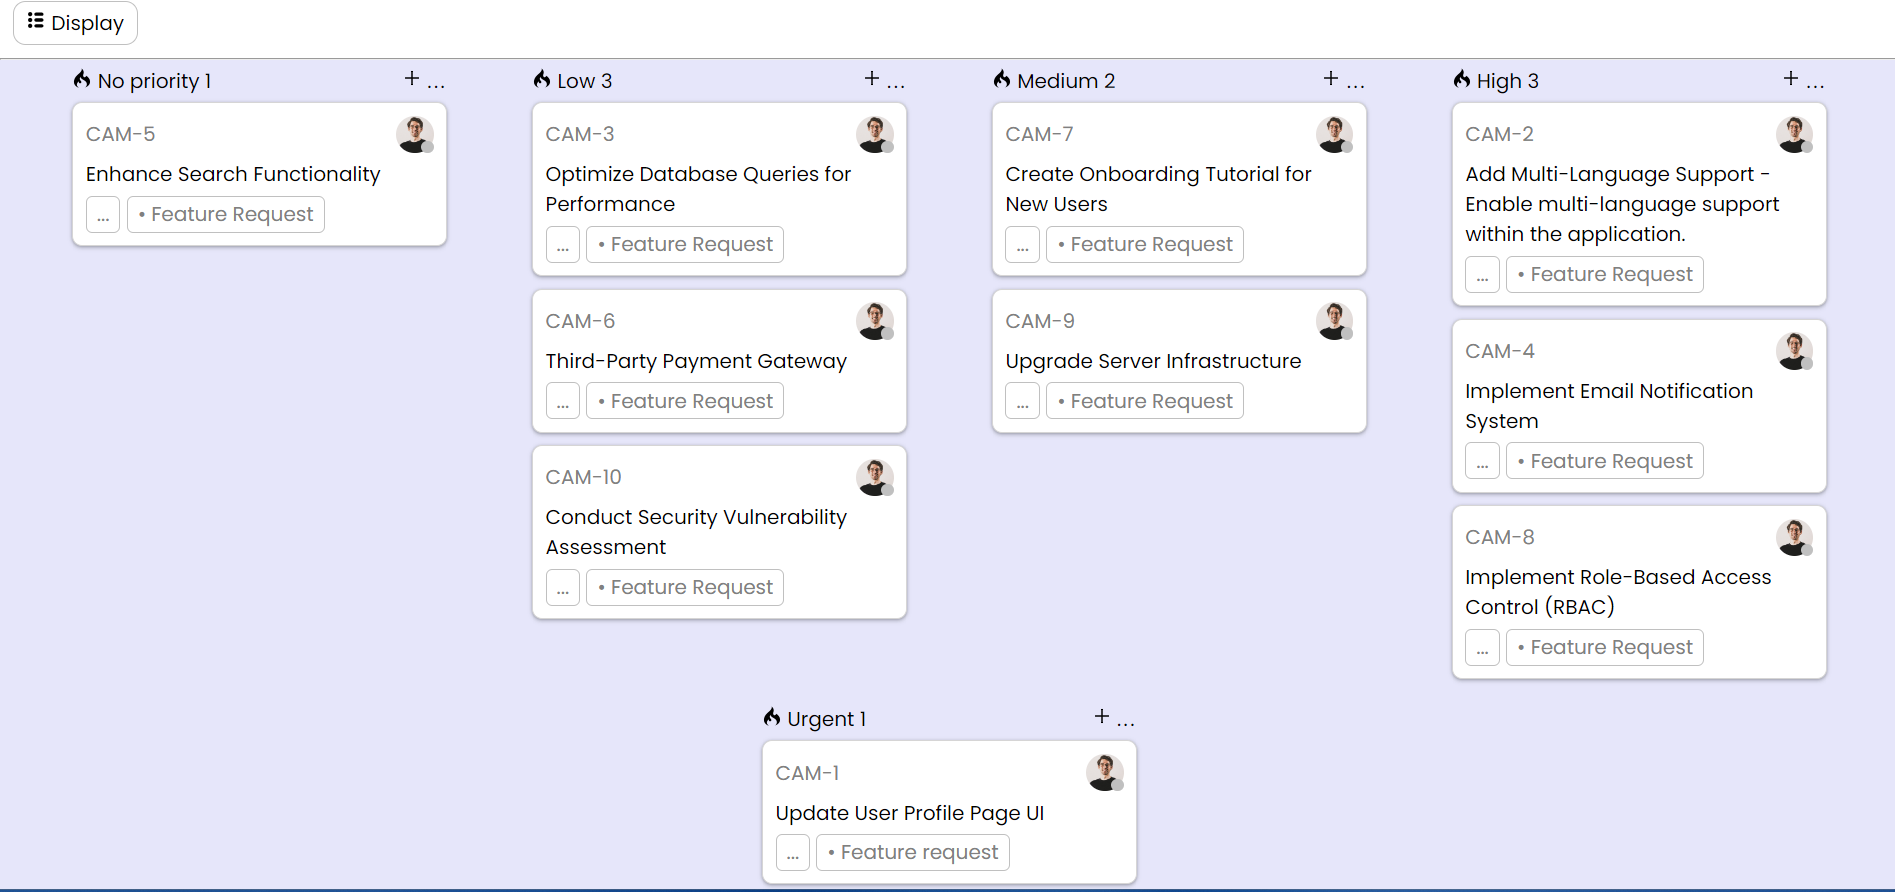 Display
No priority 1 + ...
CAM-5
Enhance Search Functionality
... • Feature Request
Low 3 + ...
CAM-3
Optimize Database Queries for
Performance
... • Feature Request
CAM-6
Third-Party Payment Gateway
... • Feature Request
CAM-10
Conduct Security Vulnerability
Assessment
... • Feature Request
Medium 2 + ...
CAM-7
Create Onboarding Tutorial for
New Users
... • Feature Request
CAM-9
Upgrade Server Infrastructure
... • Feature Request
High 3 + ...
CAM-2
Add Multi-Language Support -
Enable multi-language support
within the application.
... • Feature Request
CAM-4
Implement Email Notification
System
... • Feature Request
CAM-8
Implement Role-Based Access
Control (RBAC)
... • Feature Request
Urgent 1 + ...
CAM-1
Update User Profile Page UI
... • Feature request